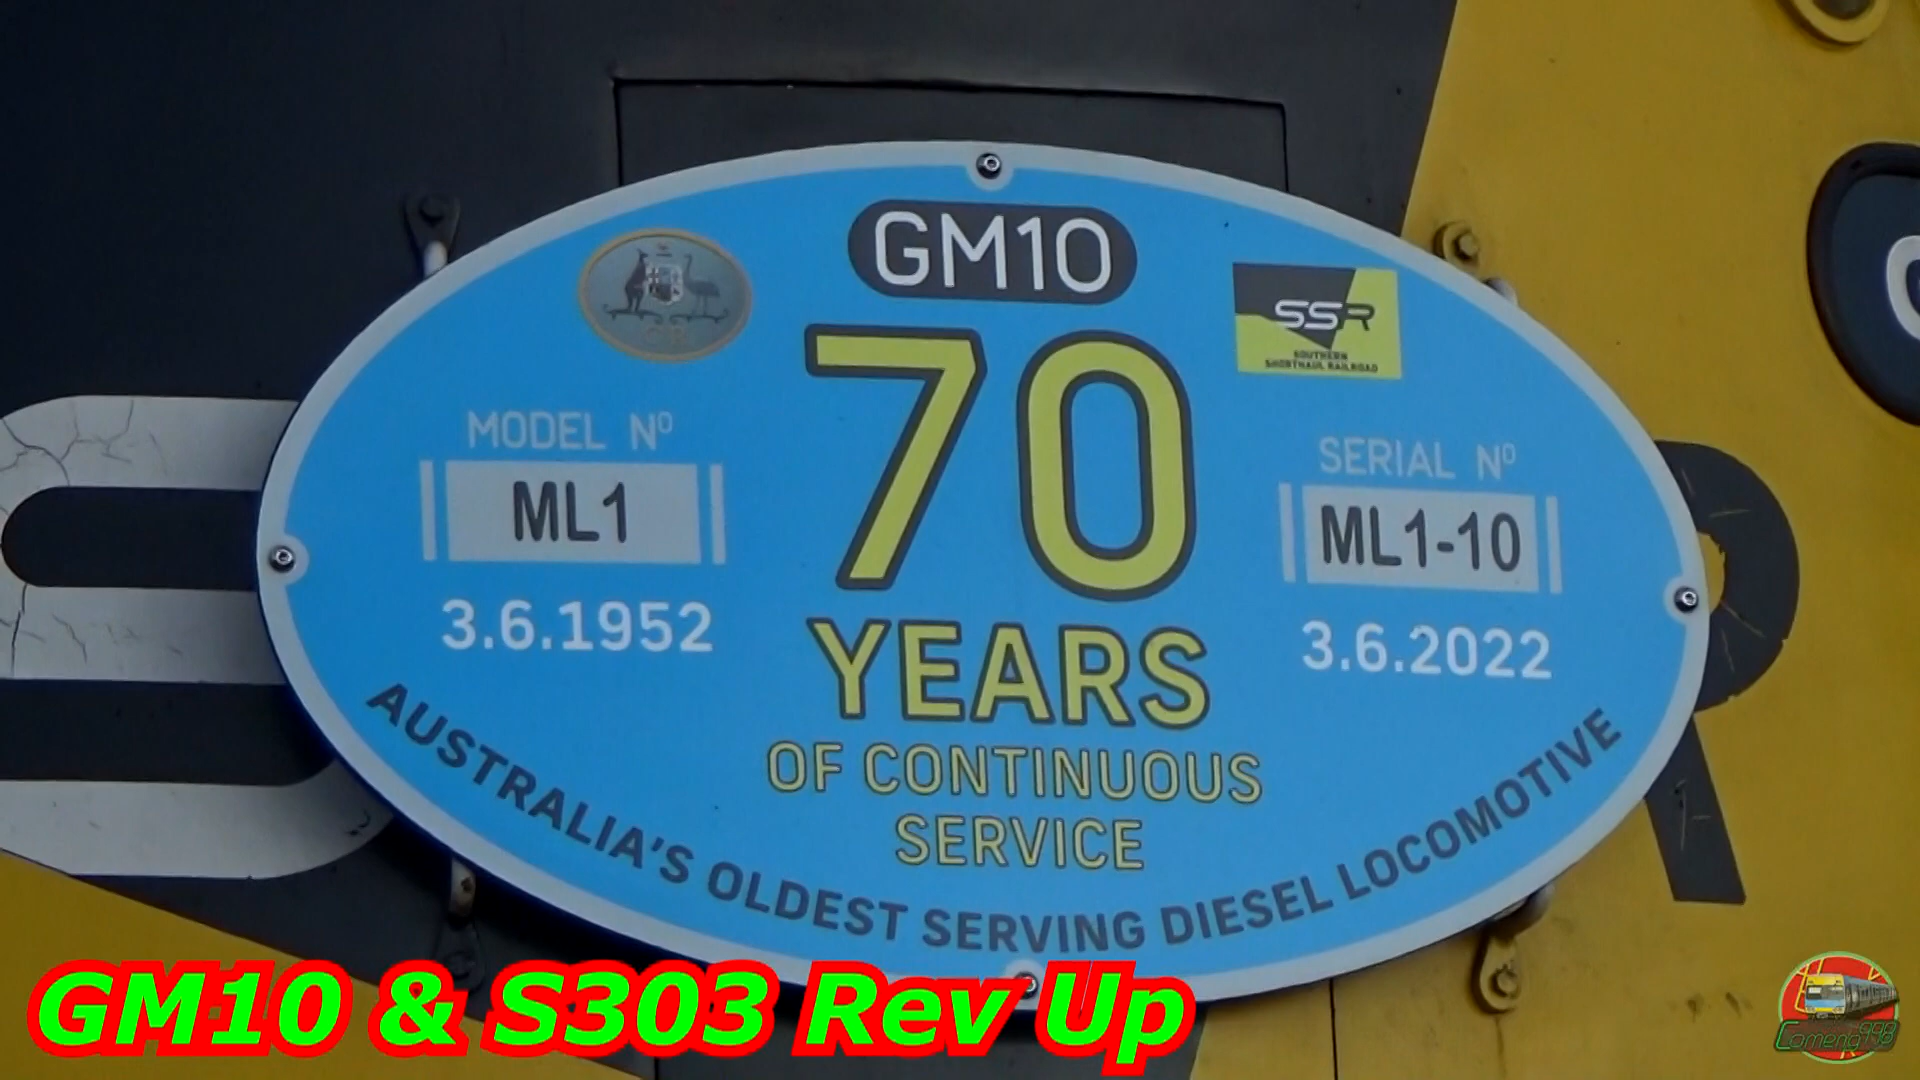 GM10
SSR
SOUTHERN
SHORTHAUL RAILROAD
70
YEARS
OF CONTINUOUS
SERVICE
MODEL Nº
ML1
3.6.1952
SERIAL Nº
ML1-10
3.6.2022
AUSTRALIA'S OLDEST SERVING DIESEL LOCOMOTIVE
GM10 & S303 Rev Up
Comeng998